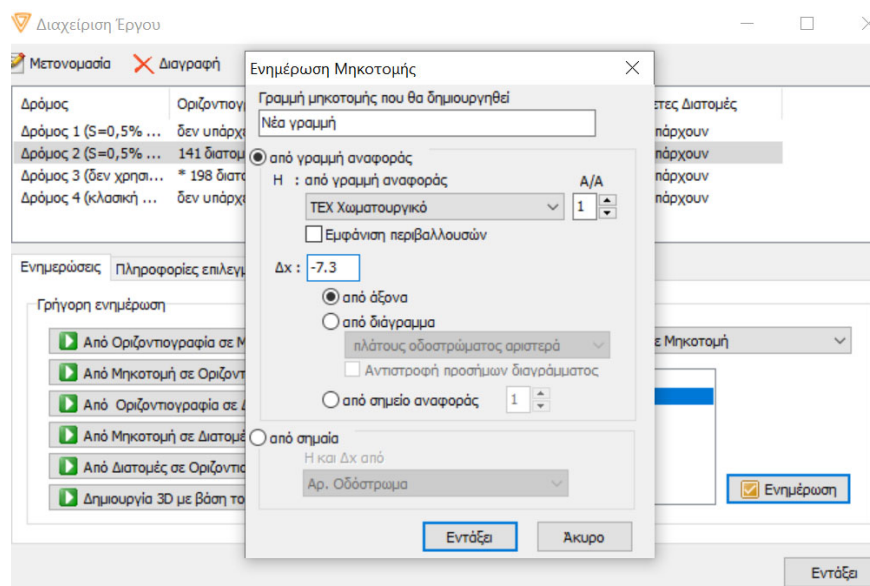 Διαχείριση Έργου
Μετονομασία Διαγραφή
Ενημέρωση Μηκοτομής
Γραμμή μηκοτομής που θα δημιουργηθεί
Νέα γραμμή
από γραμμή αναφοράς
Η : από γραμμή αναφοράς Α/Α
ΤΕΧ Χωματουργικό 1
Εμφάνιση περιβαλλουσών
Δx : -7.3
από άξονα
από διάγραμμα
πλάτους οδοστρώματος αριστερά
Αντιστροφή προσήμων διαγράμματος
από σημείο αναφοράς 1
από σημαία
Η και Δx από
Αρ. Οδόστρωμα
Εντάξει Άκυρο
Δρόμος Οριζοντιογ ετες Διατομές
Δρόμος 1 (S=0,5% ... δεν υπάρχ πάρχουν
Δρόμος 2 (S=0,5% ... 141 διατομ πάρχουν
Δρόμος 3 (δεν χρησι... * 198 διατο πάρχουν
Δρόμος 4 (κλασική ... δεν υπάρχ πάρχουν
Ενημερώσεις Πληροφορίες επιλεγμ
Γρήγορη ενημέρωση
Από Οριζοντιογραφία σε Μ ε Μηκοτομή
Από Μηκοτομή σε Οριζοντ
Από Οριζοντιογραφία σε Δ
Από Μηκοτομή σε Διατομέ
Από Διατομές σε Οριζοντιο
Δημιουργία 3D με βάση το
Ενημέρωση
Εντάξει